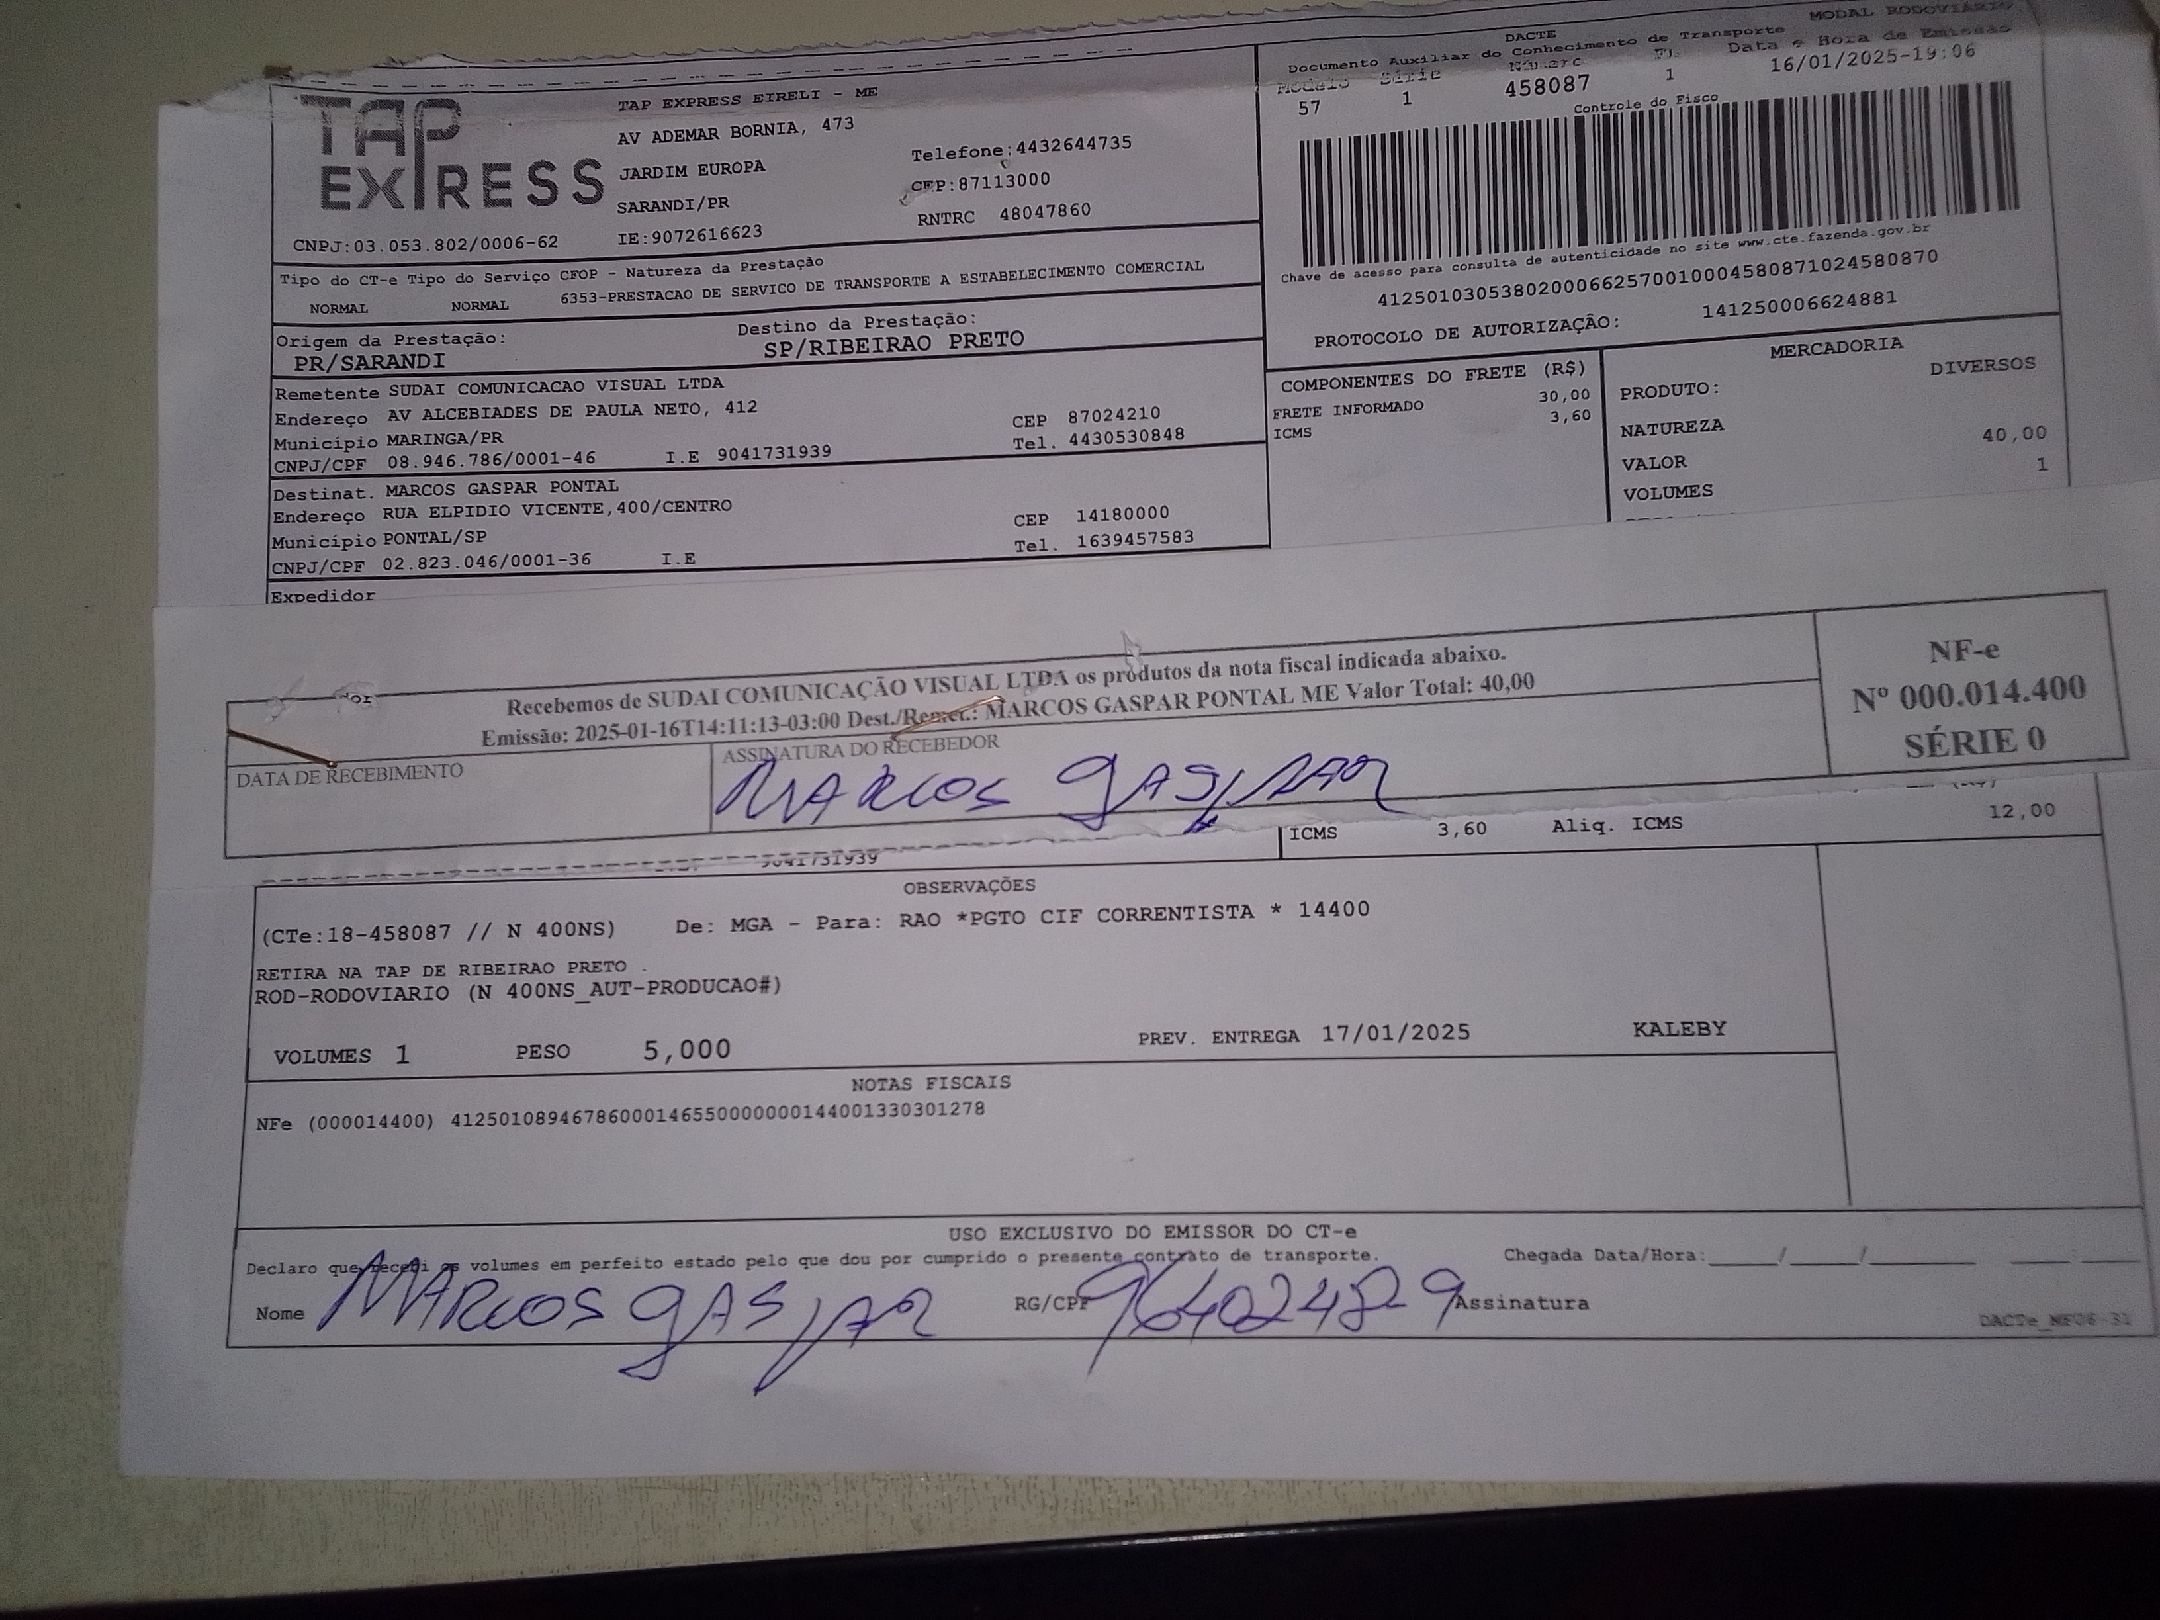 DACTE MODAL RODOVIÁRIO
Documento Auxiliar do Conhecimento de Transporte
Modelo Série Número Fl Data e Hora de Emissão
57 1 458087 1 16/01/2025-19:06
Controle do Fisco
TAP EXPRESS
TAP EXPRESS EIRELI - ME
AV ADEMAR BORNIA, 473
JARDIM EUROPA Telefone:4432644735
SARANDI/PR CEP:87113000
CNPJ:03.053.802/0006-62 IE:9072616623 RNTRC 48047860
Chave de acesso para consulta de autenticidade no site www.cte.fazenda.gov.br
41250103053802000662570010004580871024580870
PROTOCOLO DE AUTORIZAÇÃO: 141250006624881
Tipo do CT-e Tipo do Serviço CFOP - Natureza da Prestação
NORMAL NORMAL 6353-PRESTACAO DE SERVICO DE TRANSPORTE A ESTABELECIMENTO COMERCIAL
Origem da Prestação: Destino da Prestação:
PR/SARANDI SP/RIBEIRAO PRETO
Remetente SUDAI COMUNICACAO VISUAL LTDA
Endereço AV ALCEBIADES DE PAULA NETO, 412 CEP 87024210
Município MARINGA/PR Tel. 4430530848
CNPJ/CPF 08.946.786/0001-46 I.E 9041731939
Destinat. MARCOS GASPAR PONTAL
Endereço RUA ELPIDIO VICENTE,400/CENTRO CEP 14180000
Município PONTAL/SP Tel. 1639457583
CNPJ/CPF 02.823.046/0001-36 I.E
Expedidor
COMPONENTES DO FRETE (R$)
FRETE INFORMADO 30,00
ICMS 3,60
MERCADORIA
PRODUTO: DIVERSOS
NATUREZA
VALOR 40,00
VOLUMES 1
Recebemos de SUDAI COMUNICAÇÃO VISUAL LTDA os produtos da nota fiscal indicada abaixo.
Emissão: 2025-01-16T14:11:13-03:00 Dest./Remet.: MARCOS GASPAR PONTAL ME Valor Total: 40,00
DATA DE RECEBIMENTO ASSINATURA DO RECEBEDOR
MARCOS GASPAR
NF-e
Nº 000.014.400
SÉRIE 0
ICMS 3,60 Aliq. ICMS 12,00
9041731939
OBSERVAÇÕES
(CTe:18-458087 // N 400NS) De: MGA - Para: RAO *PGTO CIF CORRENTISTA * 14400
RETIRA NA TAP DE RIBEIRAO PRETO .
ROD-RODOVIARIO (N 400NS_AUT-PRODUCAO#)
VOLUMES 1 PESO 5,000 PREV. ENTREGA 17/01/2025 KALEBY
NOTAS FISCAIS
NFe (000014400) 41250108946786000146550000000144001330301278
USO EXCLUSIVO DO EMISSOR DO CT-e
Declaro que recebi os volumes em perfeito estado pelo que dou por cumprido o presente contrato de transporte. Chegada Data/Hora:_____/_____/________ ____ ____
Nome MARCOS GASPAR RG/CPF 964024829 Assinatura